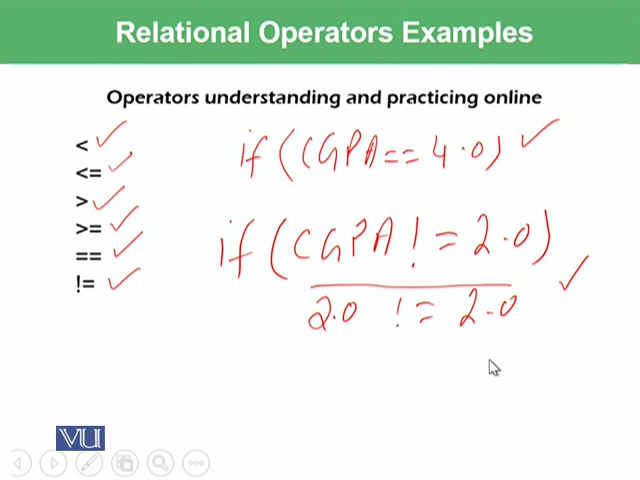 Relational Operators Examples
Operators understanding and practicing online
<
<=
>
>=
==
!=
if (CGPA == 4.0)
if (CGPA != 2.0)
2.0 != 2.0
VU